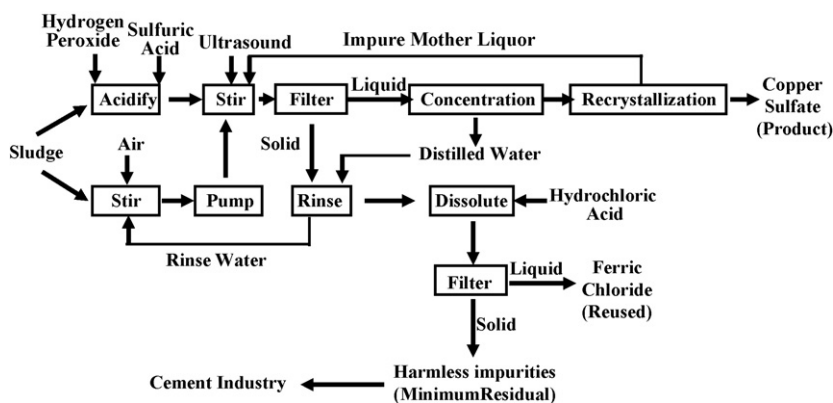 Hydrogen
Peroxide
Sulfuric
Acid
Ultrasound
Impure Mother Liquor
Acidify
Stir
Filter
Liquid
Concentration
Recrystallization
Copper
Sulfate
(Product)
Sludge
Air
Solid
Distilled Water
Stir
Pump
Rinse
Dissolute
Hydrochloric
Acid
Rinse Water
Filter
Liquid
Ferric
Chloride
(Reused)
Solid
Cement Industry
Harmless impurities
(MinimumResidual)